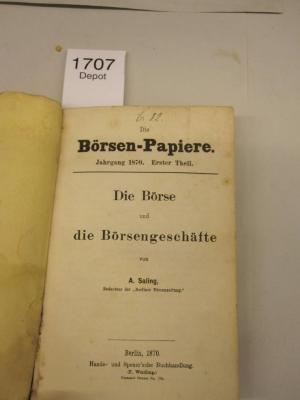 1707
Depot
Die
Börsen-Papiere.
Jahrgang 1870. Erster Theil.
Die Börse
und
die Börsengeschäfte
von
A. Saling,
Redacteur der „Berliner Börsenzeitung.“
Berlin, 1870.
Haude- und Spener'sche Buchhandlung.
(F. Weidling.)